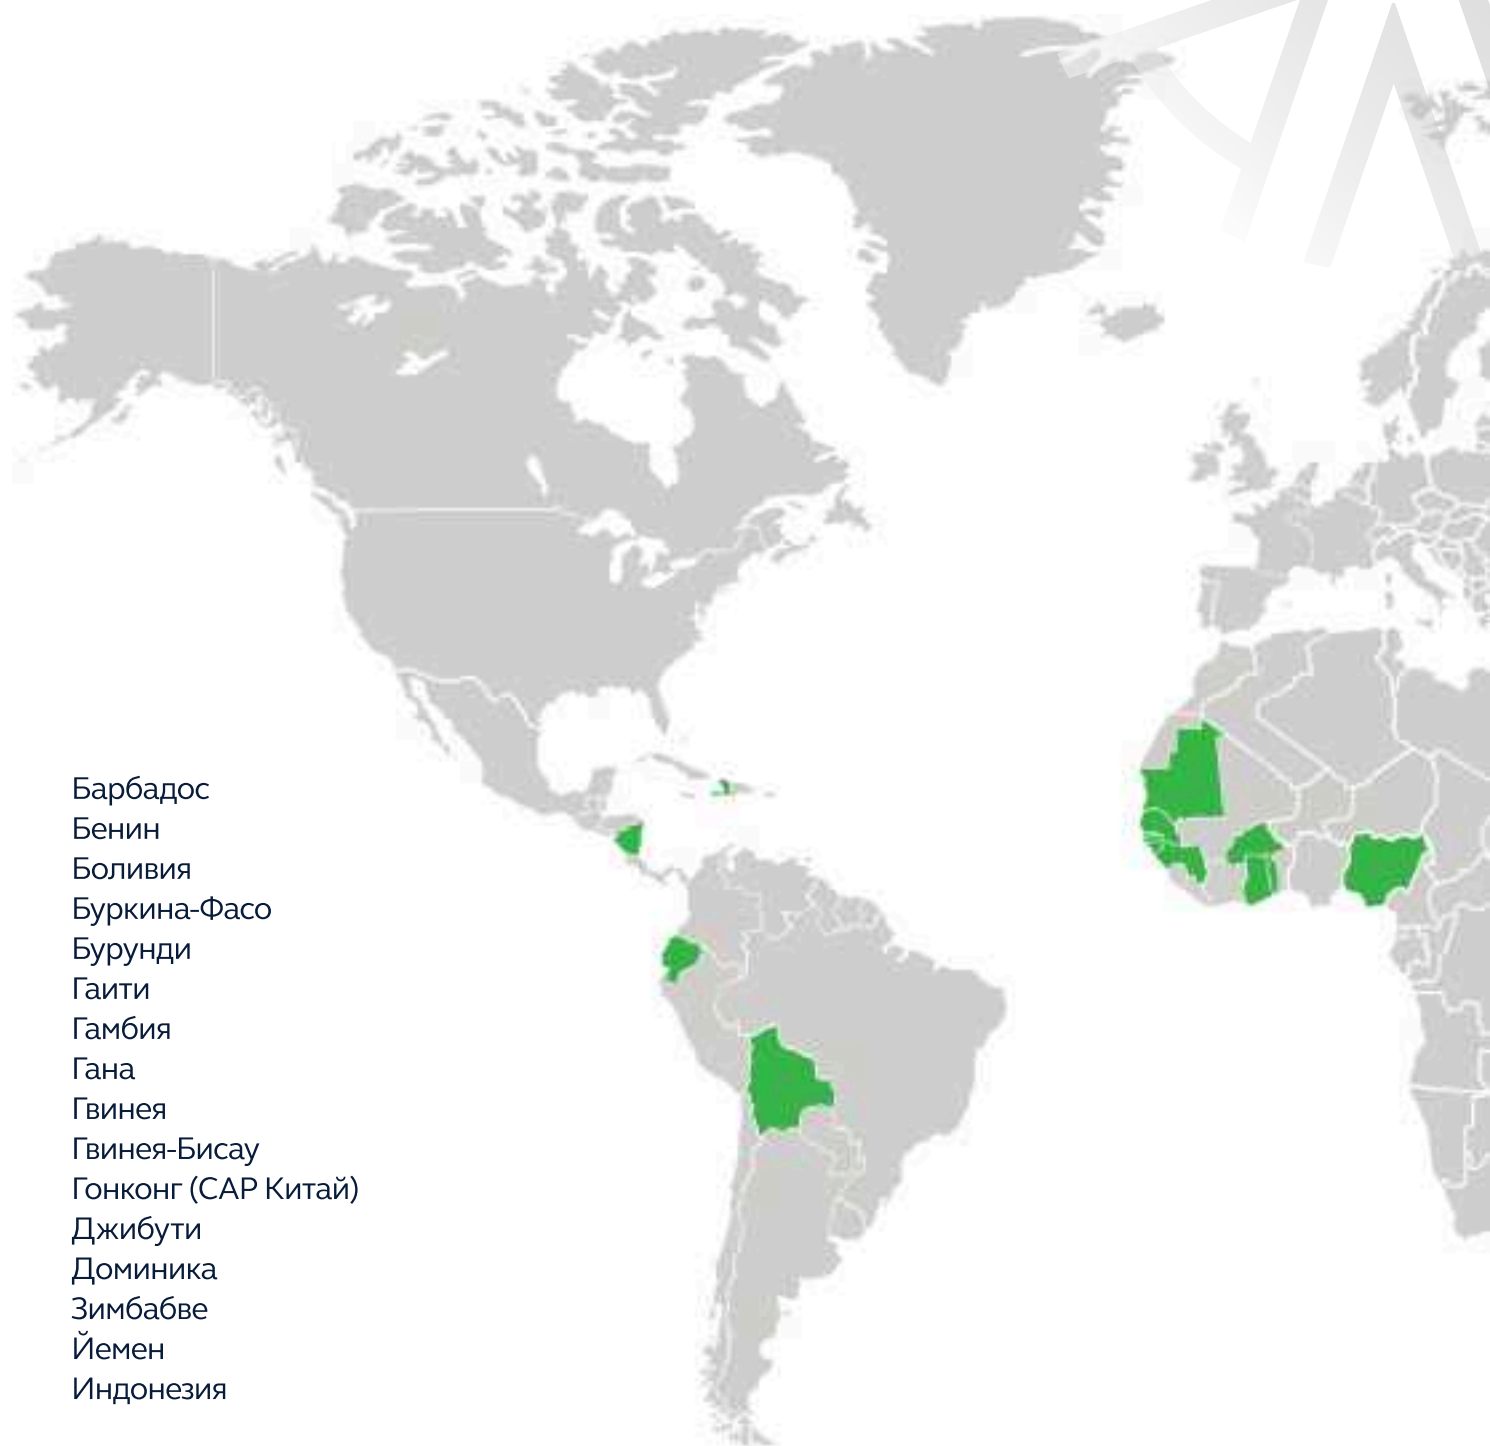 Барбадос
Бенин
Боливия
Буркина-Фасо
Бурунди
Гаити
Гамбия
Гана
Гвинея
Гвинея-Бисау
Гонконг (САР Китай)
Джибути
Доминика
Зимбабве
Йемен
Индонезия